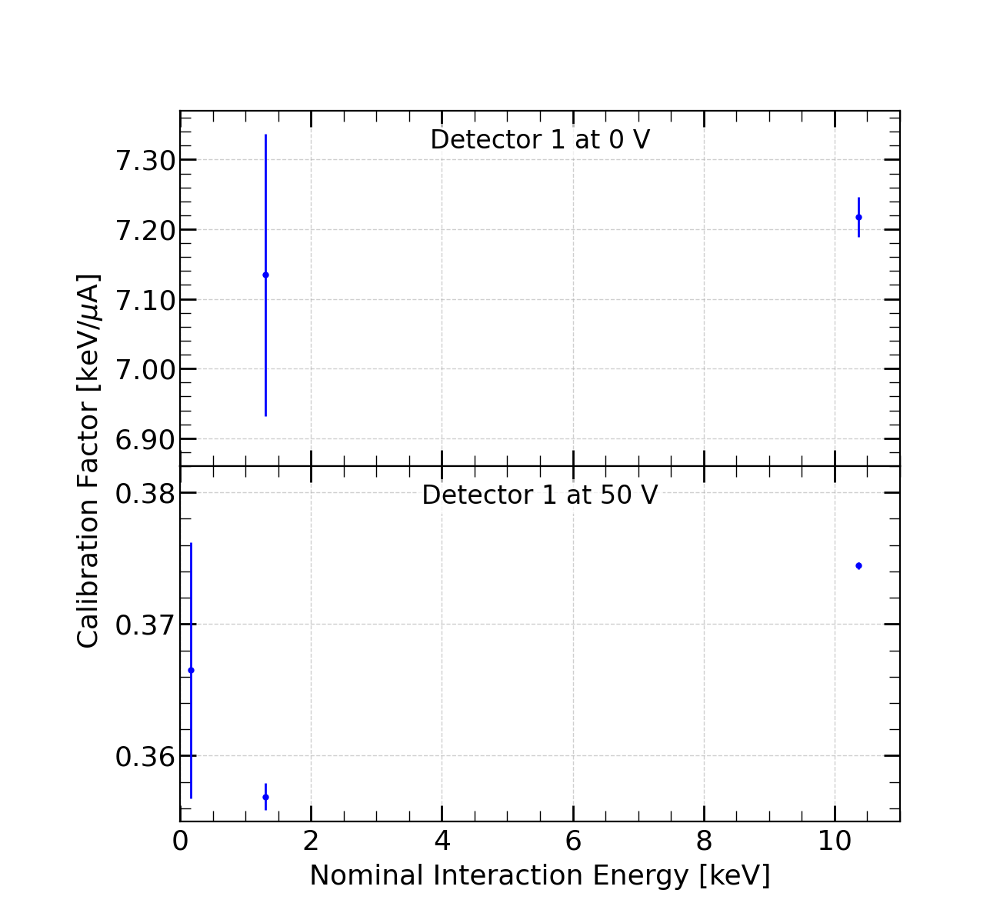 Detector 1 at 0 V
7.30
7.20
7.10
7.00
6.90
Calibration Factor [keV/μA]
Detector 1 at 50 V
0.38
0.37
0.36
0 2 4 6 8 10
Nominal Interaction Energy [keV]